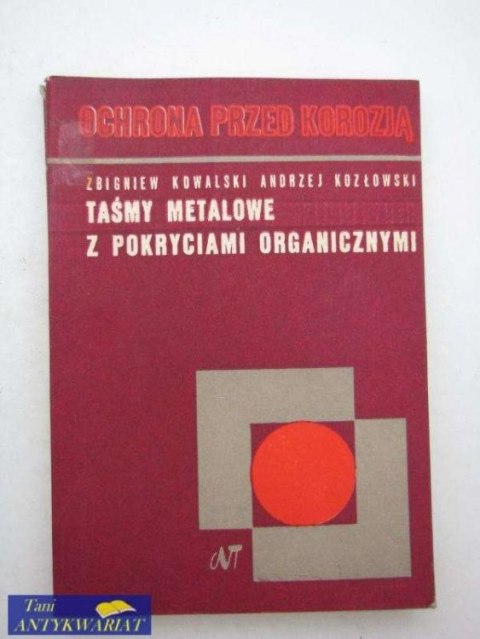 OCHRONA PRZED KOROZJĄ
ZBIGNIEW KOWALSKI ANDRZEJ KOZŁOWSKI
TAŚMY METALOWE
Z POKRYCIAMI ORGANICZNYMI
WNT
Tani
ANTYKWARIAT